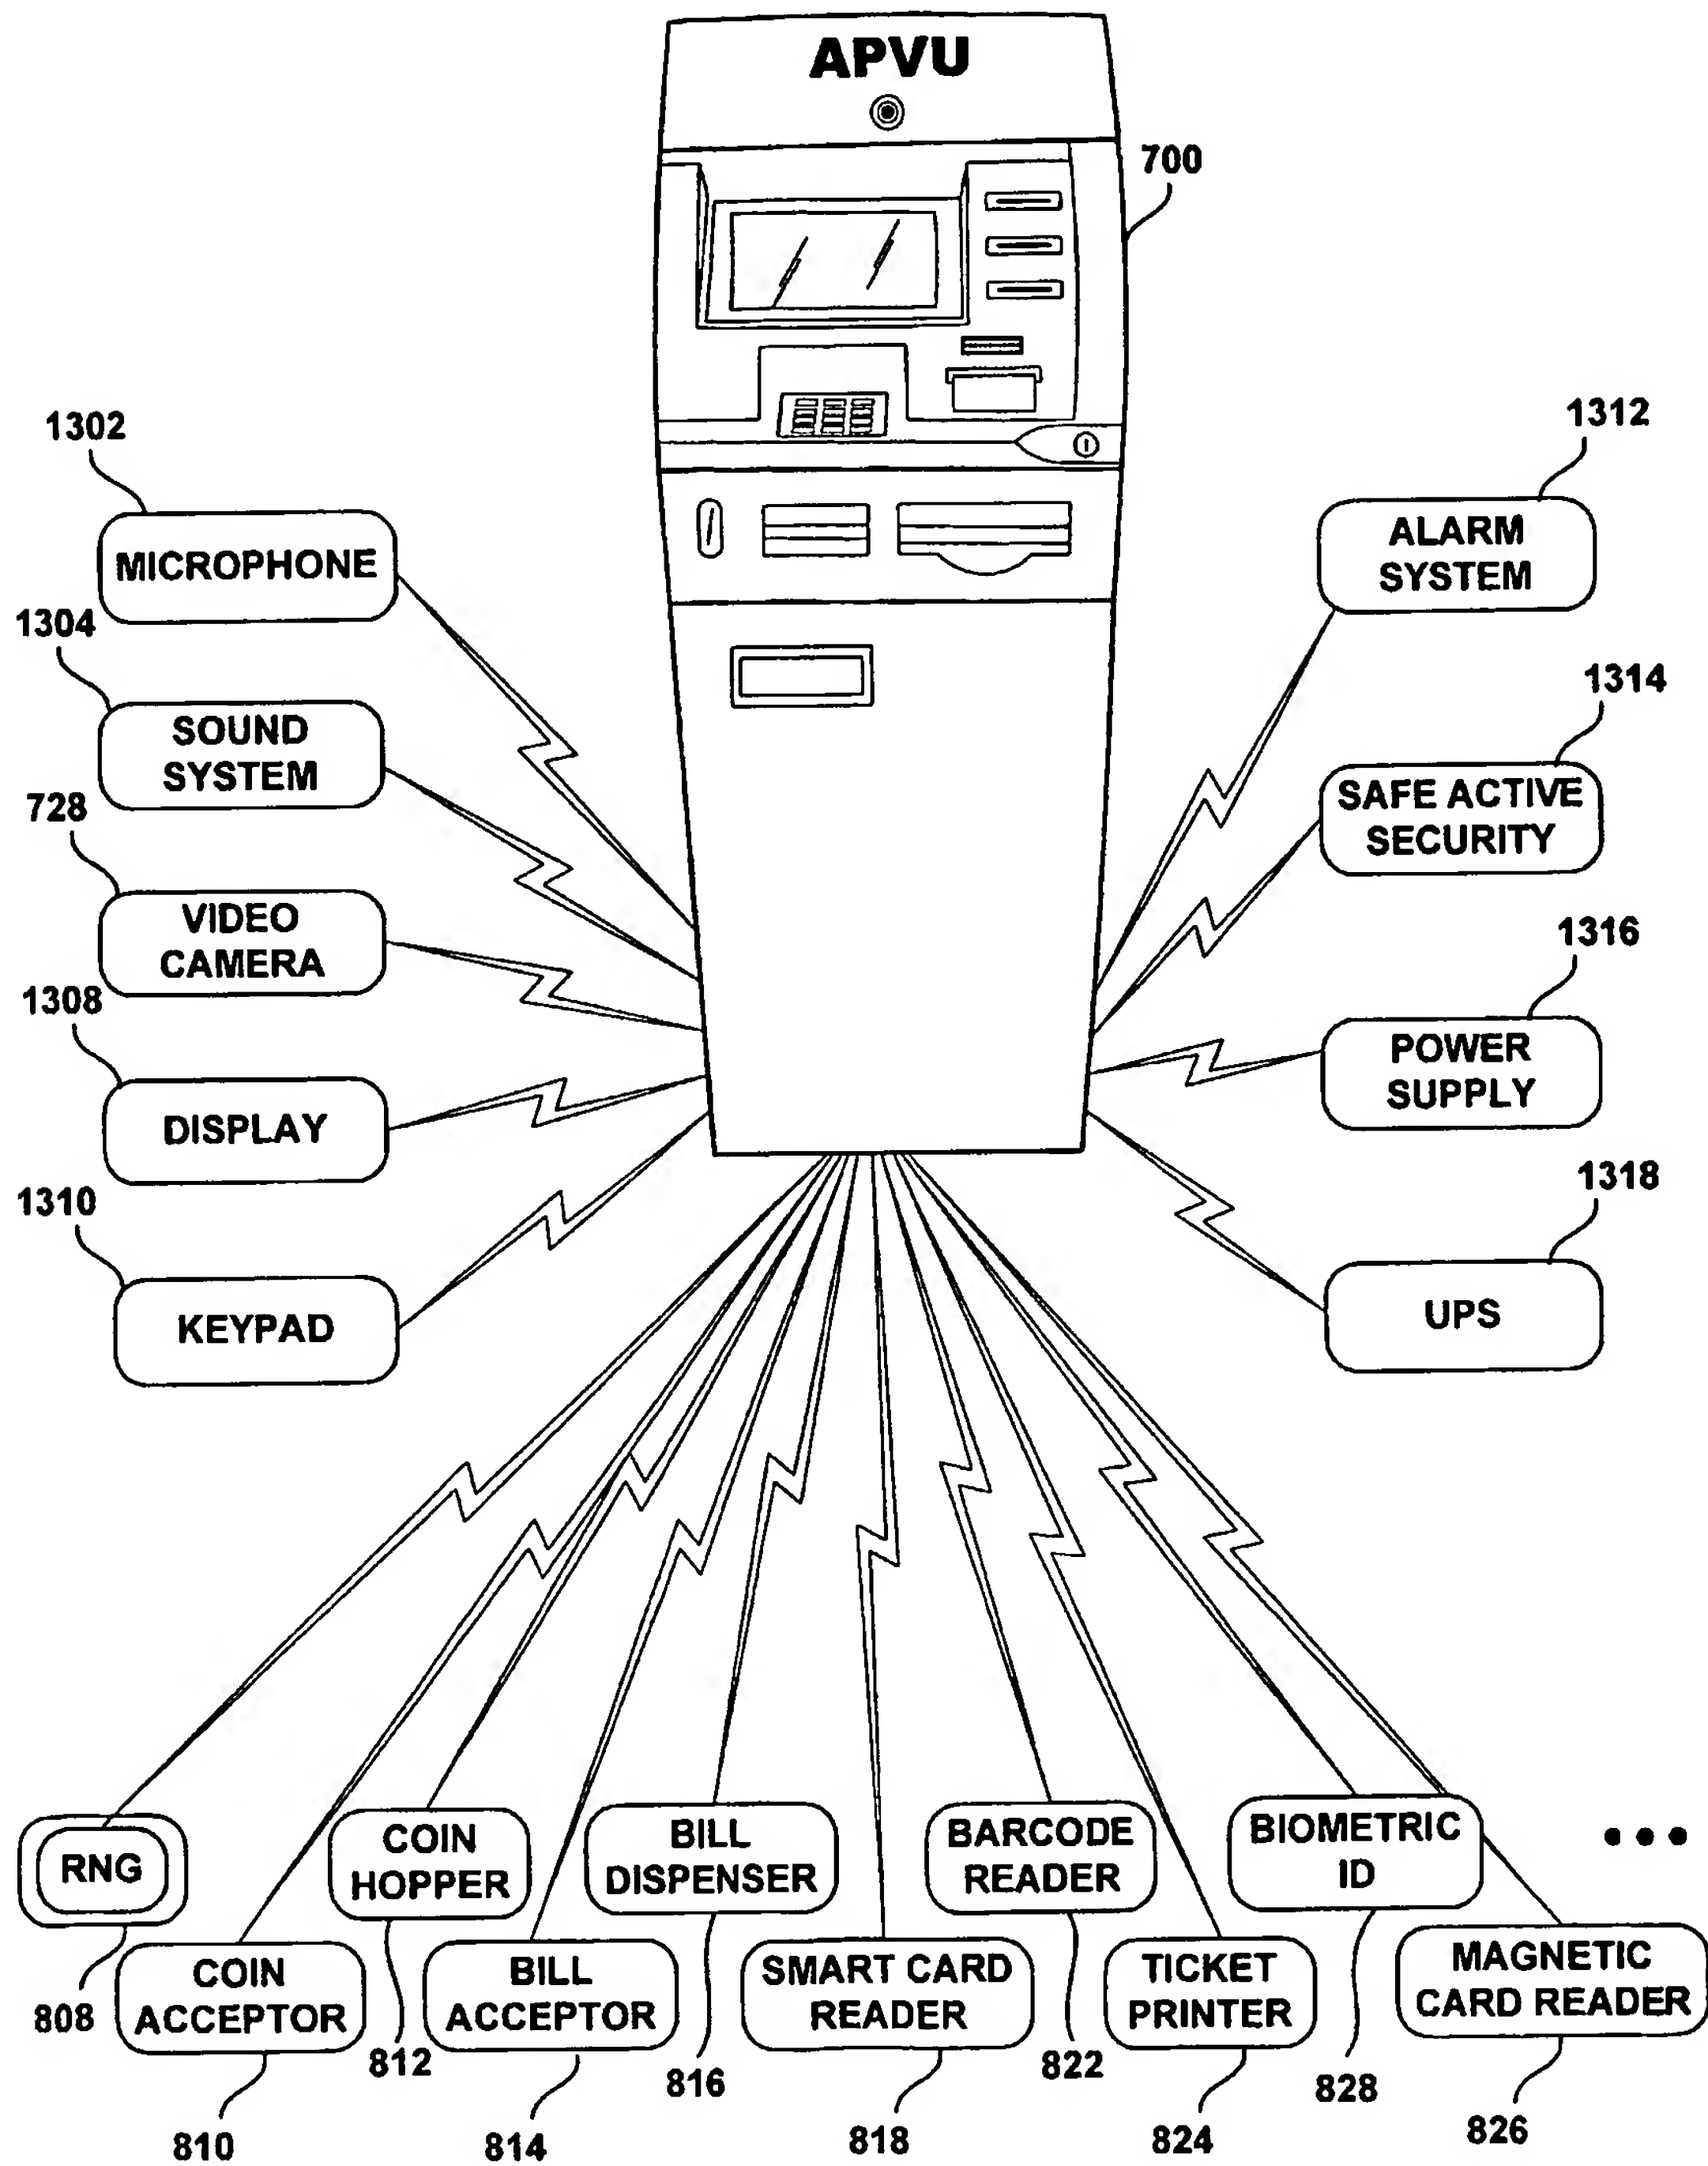 APVU
700
1302
MICROPHONE
1304
SOUND
SYSTEM
728
VIDEO
CAMERA
1308
DISPLAY
1310
KEYPAD
1312
ALARM
SYSTEM
1314
SAFE ACTIVE
SECURITY
1316
POWER
SUPPLY
1318
UPS
RNG
808
COIN
ACCEPTOR
810
COIN
HOPPER
812
BILL
ACCEPTOR
814
BILL
DISPENSER
816
SMART CARD
READER
818
BARCODE
READER
822
TICKET
PRINTER
824
BIOMETRIC
ID
828
MAGNETIC
CARD READER
826
•••